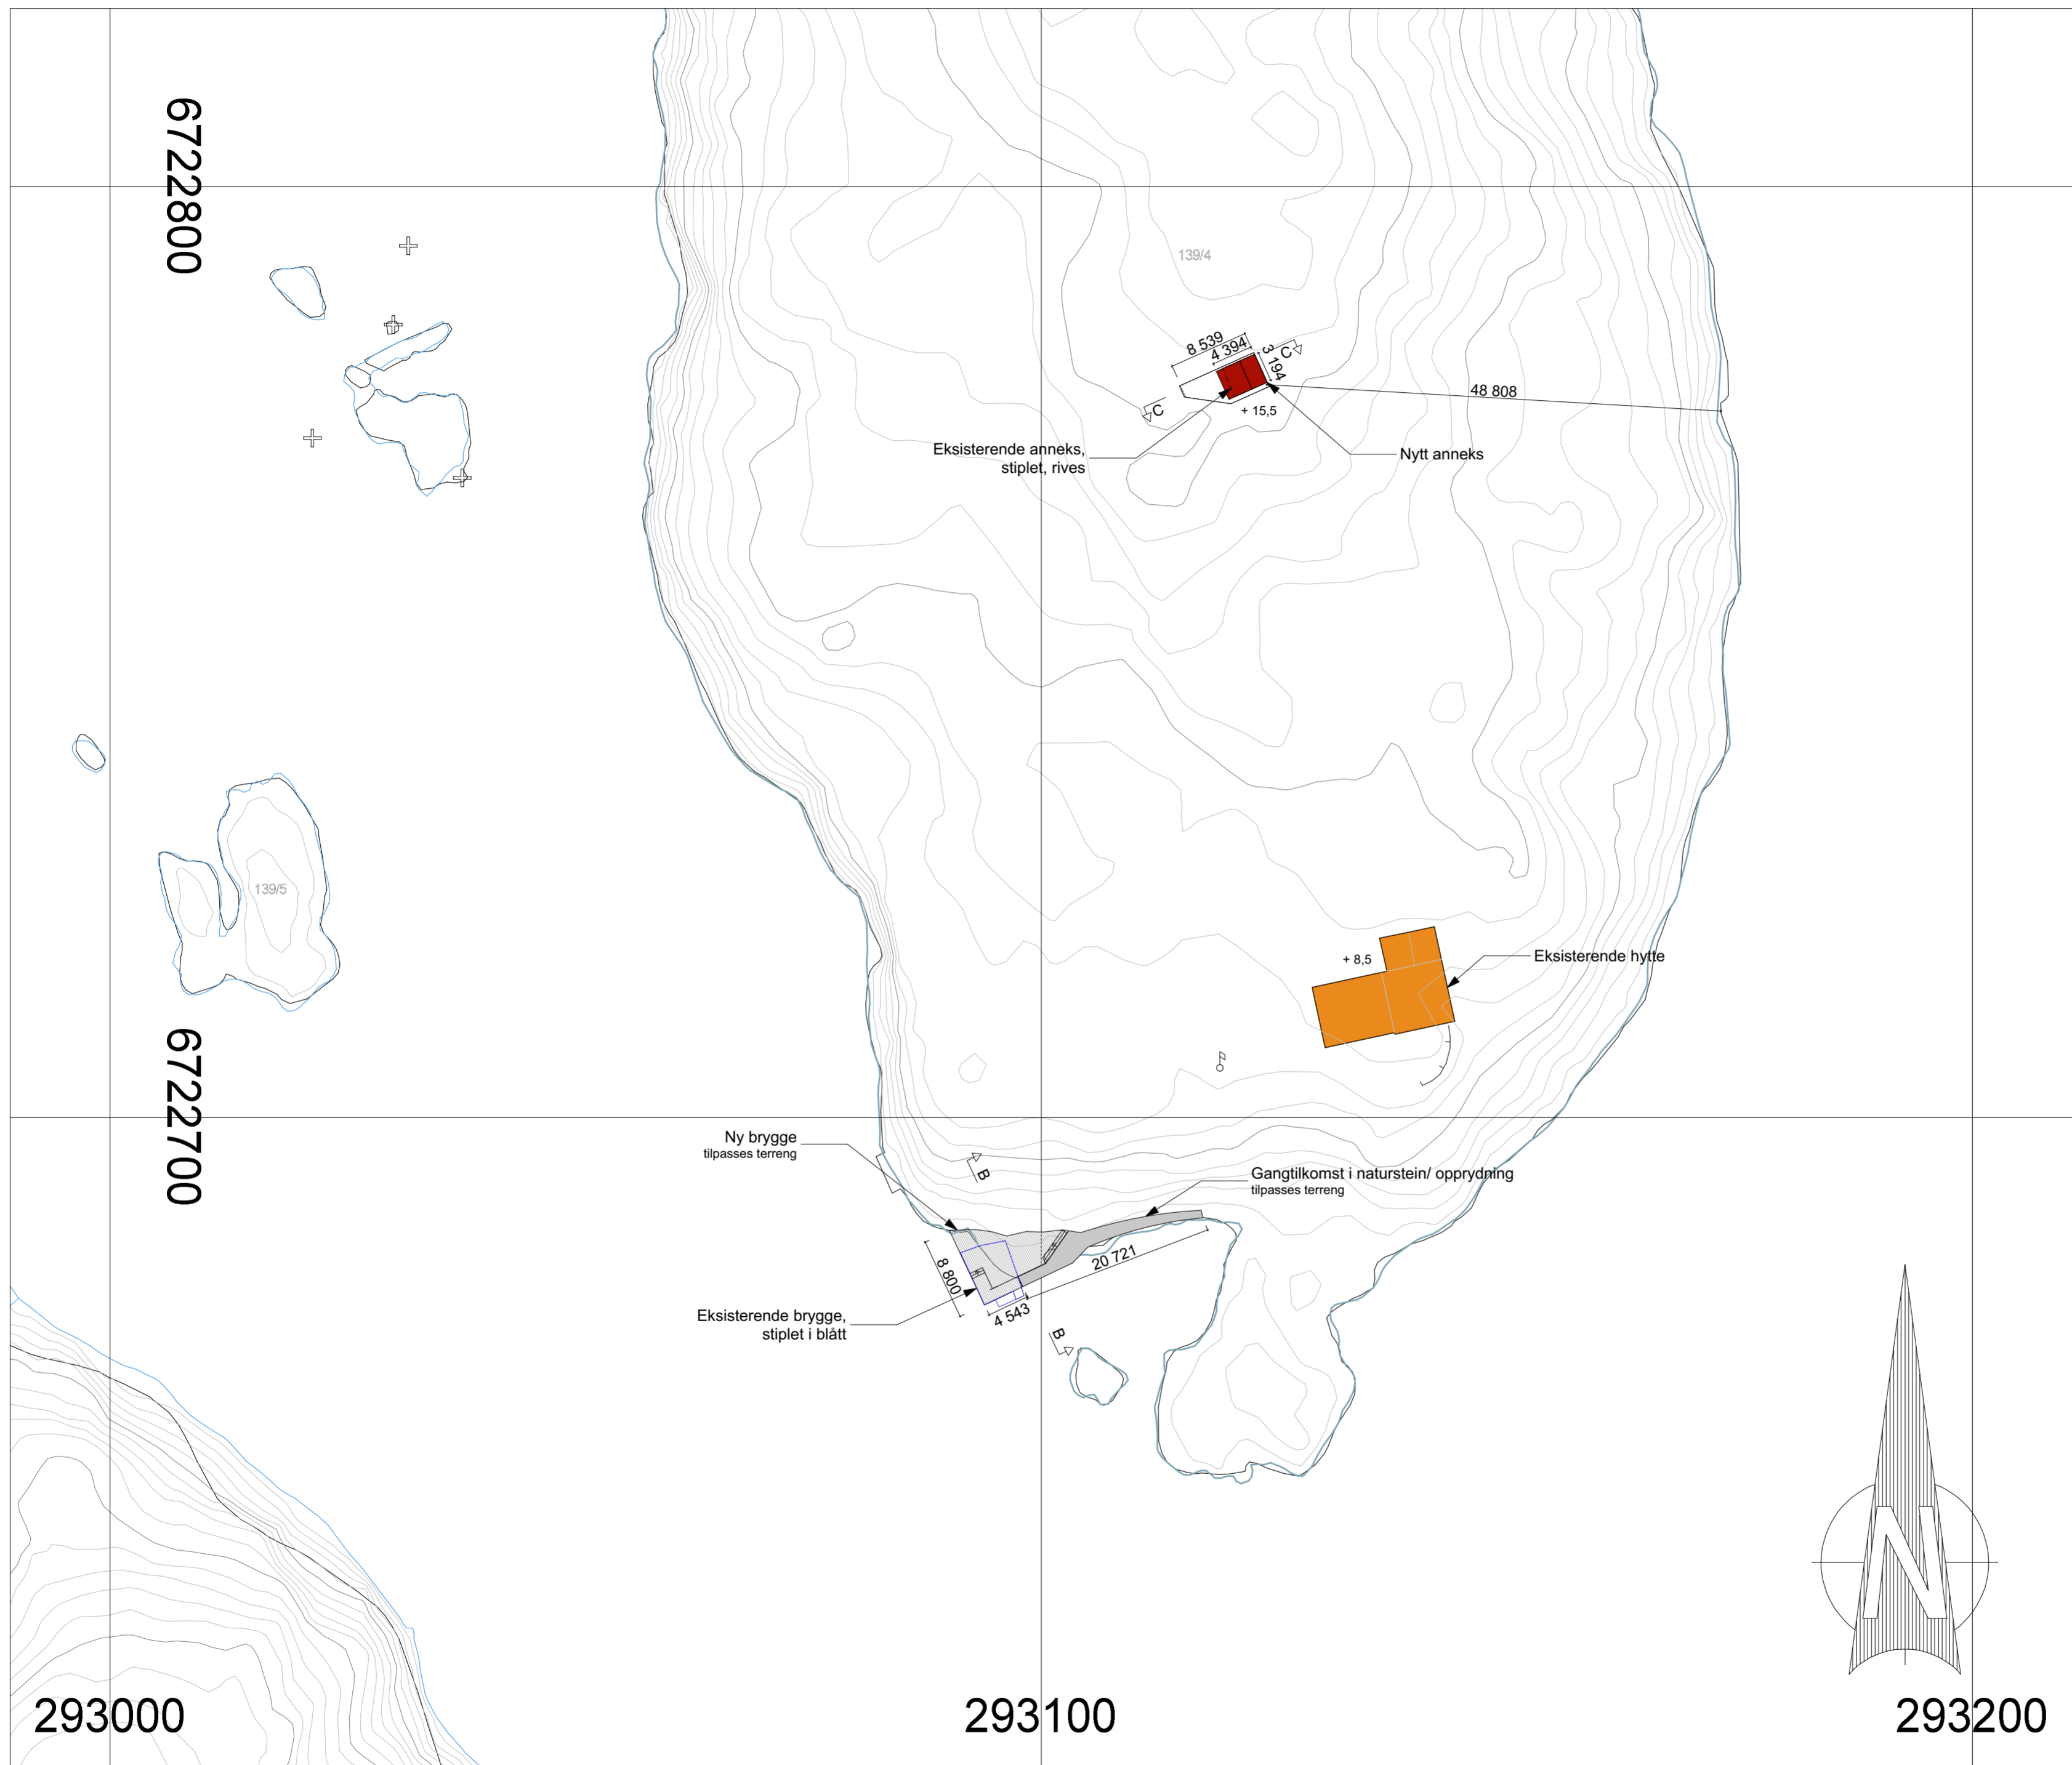 6722800
139/4
8 539
4 394
3 194
C
C
48 808
+ 15,5
Eksisterende anneks,
stiplet, rives
Nytt anneks
139/5
+ 8,5
Eksisterende hytte
6722700
Ny brygge
tilpasses terreng
B
Gangtilkomst i naturstein/ opprydning
tilpasses terreng
8 800
20 721
4 543
Eksisterende brygge,
stiplet i blått
B
N
293000
293100
293200